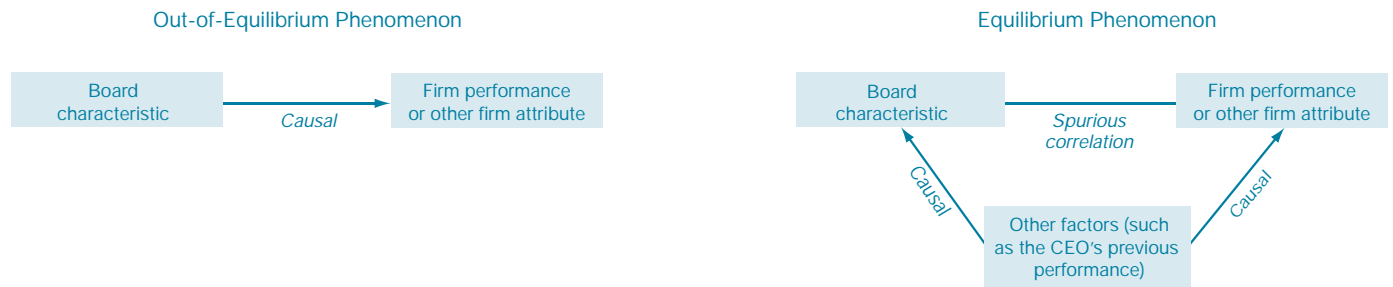 Out-of-Equilibrium Phenomenon
Board
characteristic
Causal
Firm performance
or other firm attribute
Equilibrium Phenomenon
Board
characteristic
Spurious
correlation
Firm performance
or other firm attribute
Causal
Causal
Other factors (such
as the CEO's previous
performance)